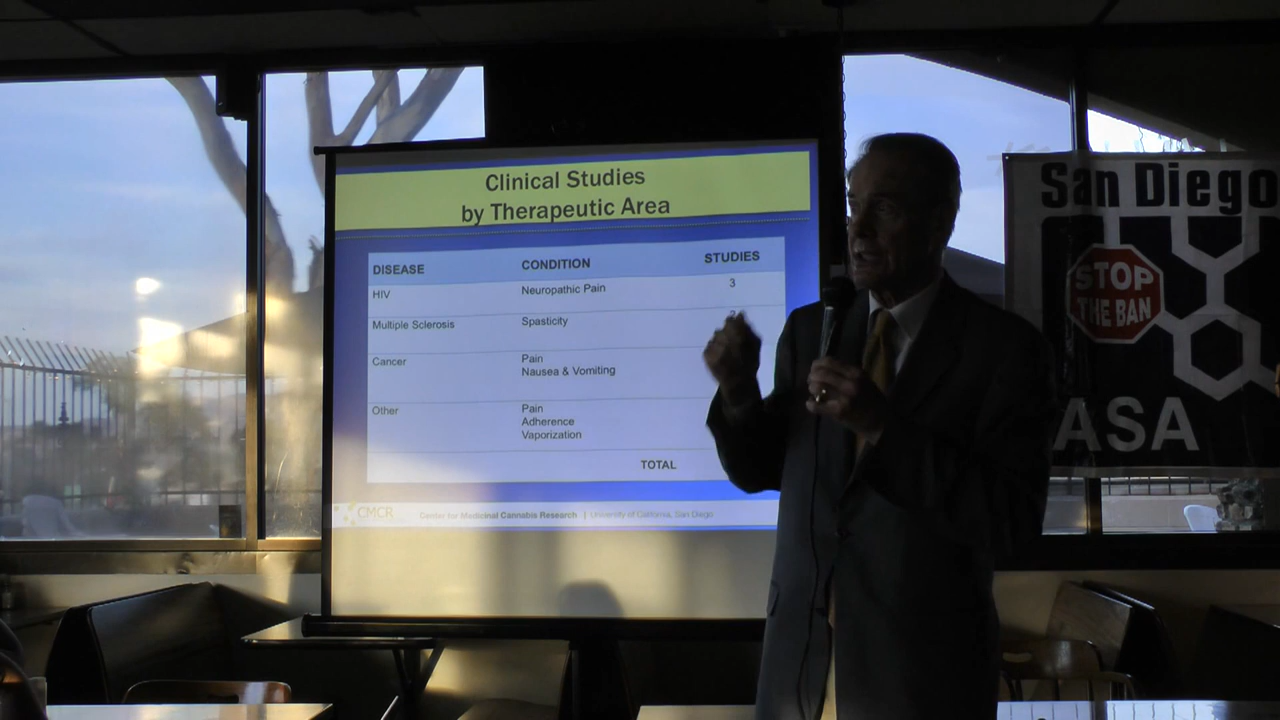 Clinical Studies
by Therapeutic Area
DISEASE CONDITION STUDIES
HIV Neuropathic Pain 3
Multiple Sclerosis Spasticity
Cancer Pain
Nausea & Vomiting
Other Pain
Adherence
Vaporization
TOTAL
CMCR Center for Medicinal Cannabis Research | University of California, San Diego
San Diego
STOP
THE BAN
ASA